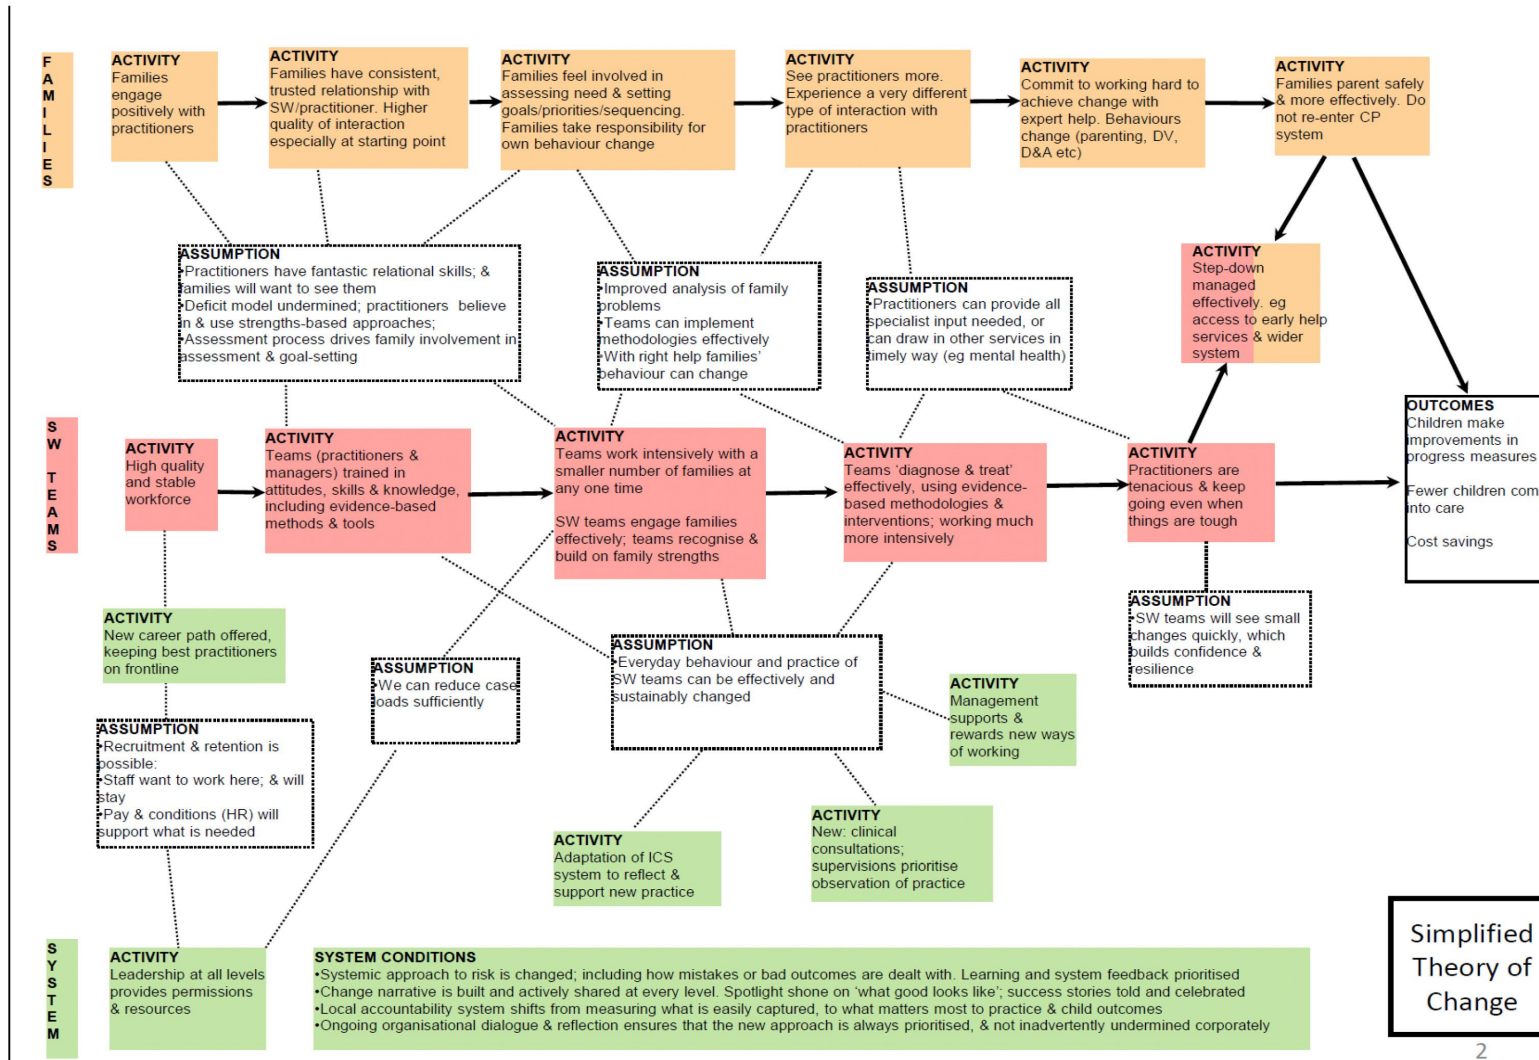 FAMILIES
ACTIVITY
Families
engage
positively with
practitioners
ACTIVITY
Families have consistent,
trusted relationship with
SW/practitioner. Higher
quality of interaction
especially at starting point
ACTIVITY
Families feel involved in
assessing need & setting
goals/priorities/sequencing.
Families take responsibility for
own behaviour change
ACTIVITY
See practitioners more.
Experience a very different
type of interaction with
practitioners
ACTIVITY
Commit to working hard to
achieve change with
expert help. Behaviours
change (parenting, DV,
D&A etc)
ACTIVITY
Families parent safely
& more effectively. Do
not re-enter CP
system
ASSUMPTION
•Practitioners have fantastic relational skills; &
families will want to see them
•Deficit model undermined; practitioners believe
in & use strengths-based approaches;
•Assessment process drives family involvement in
assessment & goal-setting
ASSUMPTION
•Improved analysis of family
problems
•Teams can implement
methodologies effectively
•With right help families'
behaviour can change
ASSUMPTION
•Practitioners can provide all
specialist input needed, or
can draw in other services in
timely way (eg mental health)
ACTIVITY
Step-down
managed
effectively. eg
access to early help
services & wider
system
SW TEAMS
ACTIVITY
High quality
and stable
workforce
ACTIVITY
Teams (practitioners &
managers) trained in
attitudes, skills & knowledge,
including evidence-based
methods & tools
ACTIVITY
Teams work intensively with a
smaller number of families at
any one time
SW teams engage families
effectively; teams recognise &
build on family strengths
ACTIVITY
Teams 'diagnose & treat'
effectively, using evidence-
based methodologies &
interventions; working much
more intensively
ACTIVITY
Practitioners are
tenacious & keep
going even when
things are tough
OUTCOMES
Children make
improvements in
progress measures
Fewer children com
into care
Cost savings
ACTIVITY
New career path offered,
keeping best practitioners
on frontline
ASSUMPTION
•We can reduce case
loads sufficiently
ASSUMPTION
•Everyday behaviour and practice of
SW teams can be effectively and
sustainably changed
ASSUMPTION
•SW teams will see small
changes quickly, which
builds confidence &
resilience
ACTIVITY
Management
supports &
rewards new ways
of working
ASSUMPTION
•Recruitment & retention is
possible:
•Staff want to work here; & will
stay
•Pay & conditions (HR) will
support what is needed
ACTIVITY
Adaptation of ICS
system to reflect &
support new practice
ACTIVITY
New: clinical
consultations;
supervisions prioritise
observation of practice
SYSTEM
ACTIVITY
Leadership at all levels
provides permissions
& resources
SYSTEM CONDITIONS
•Systemic approach to risk is changed; including how mistakes or bad outcomes are dealt with. Learning and system feedback prioritised
•Change narrative is built and actively shared at every level. Spotlight shone on 'what good looks like'; success stories told and celebrated
•Local accountability system shifts from measuring what is easily captured, to what matters most to practice & child outcomes
•Ongoing organisational dialogue & reflection ensures that the new approach is always prioritised, & not inadvertently undermined corporately
Simplified
Theory of
Change
2